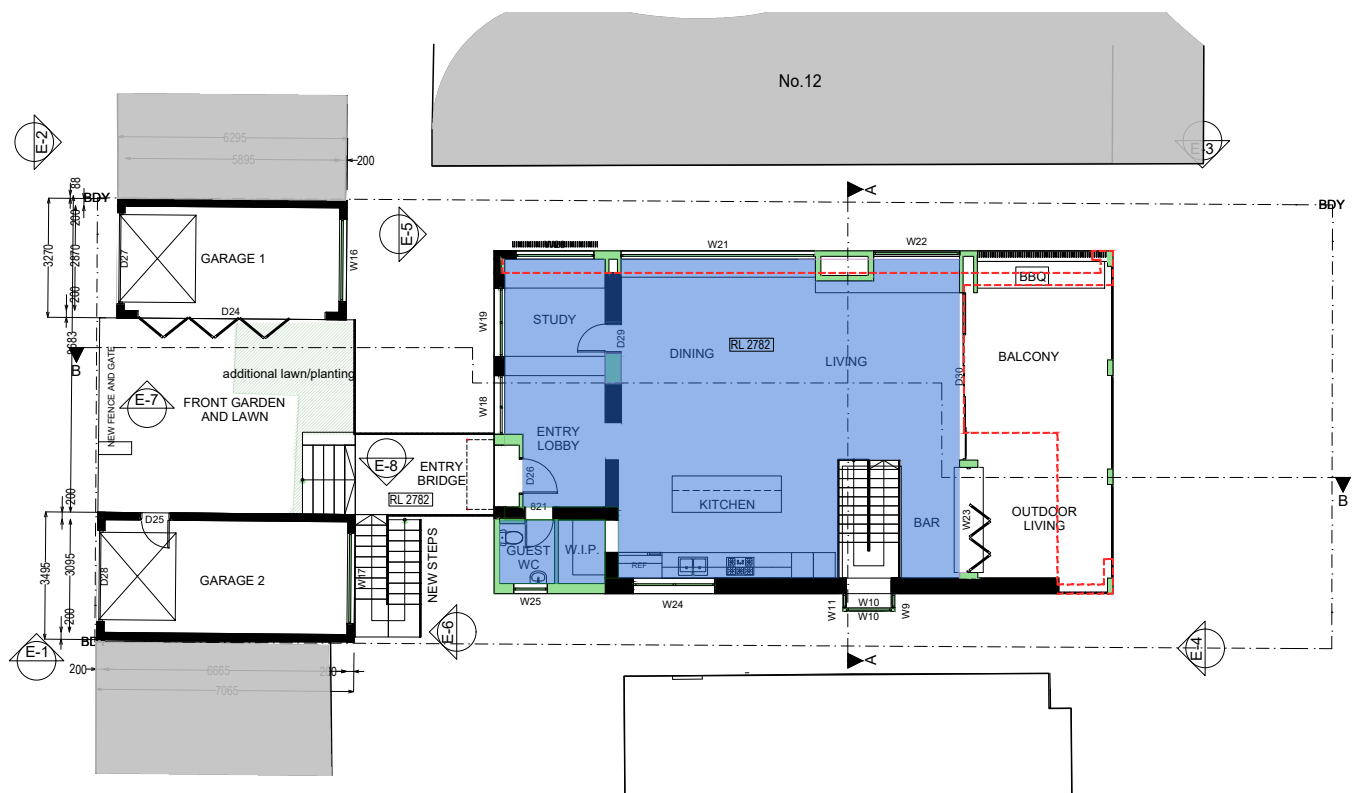 No.12
E-2
6295
5895
200
E-3
88
BDY
A
BDY
200
E-5
W21
W22
3270
2870
D27
GARAGE 1
W16
BBQ
200
D24
W19
STUDY
D29
DINING
RL 2782
LIVING
BALCONY
B
additional lawn/planting
D30
NEW FENCE AND GATE
E-7
FRONT GARDEN
AND LAWN
W18
ENTRY
LOBBY
E-8
ENTRY
BRIDGE
D26
RL 2782
KITCHEN
B
200
821
D25
BAR
W23
OUTDOOR
LIVING
3495
3095
D28
GARAGE 2
W17
NEW STEPS
GUEST
WC
W.I.P.
REF
W25
W24
W11
W10
W10
W9
200
E-6
E-1
E-4
A
200
6665
7065